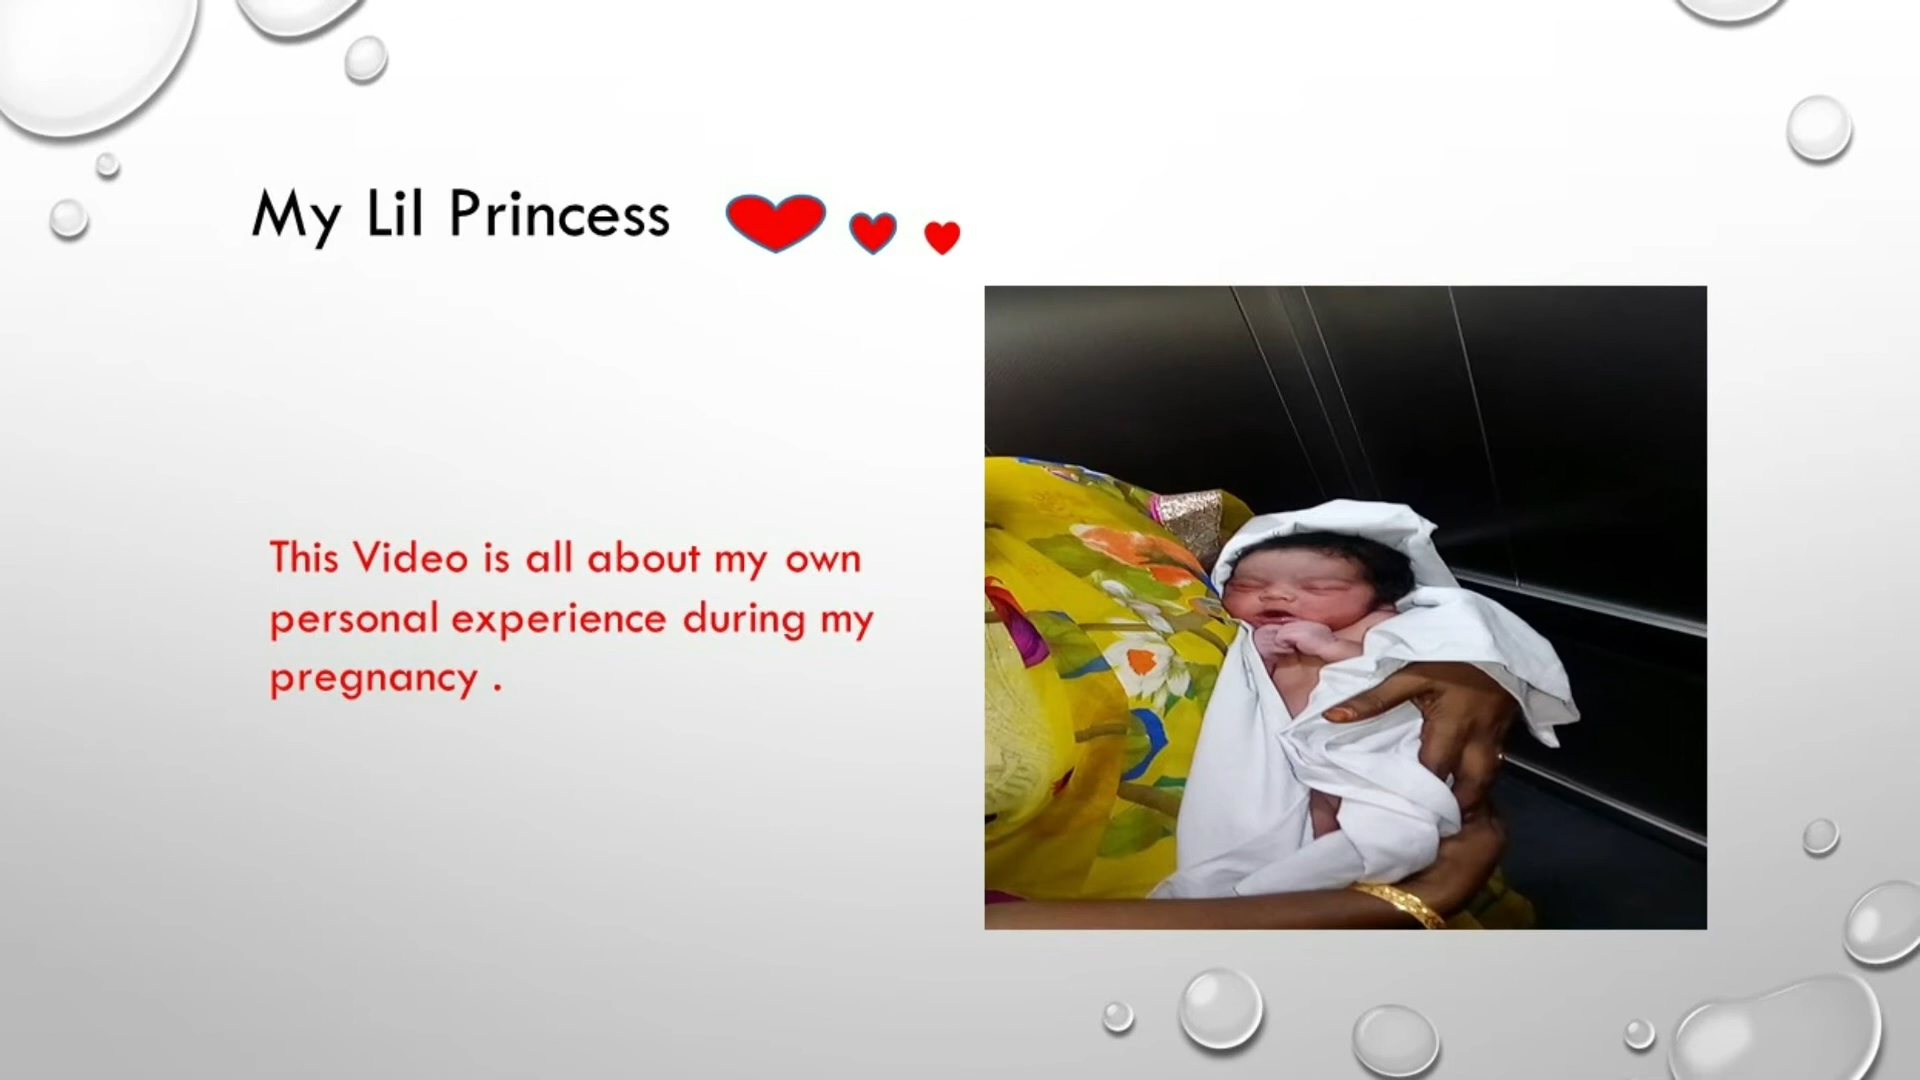 My Lil Princess
This Video is all about my own
personal experience during my
pregnancy .